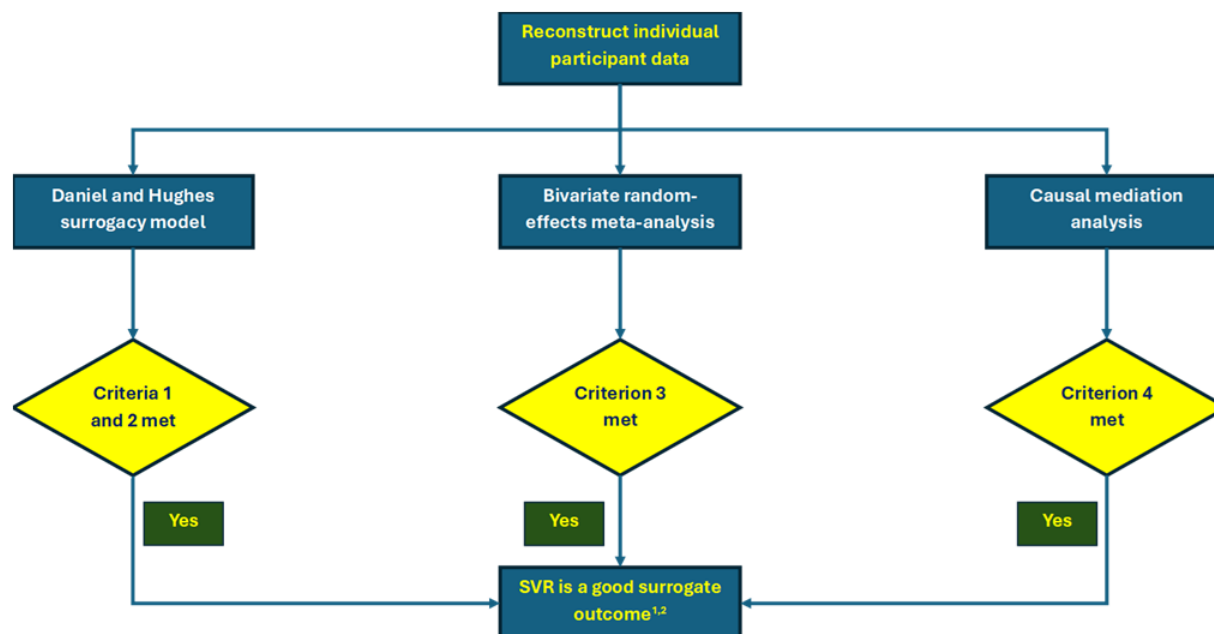 Reconstruct individual
participant data
Daniel and Hughes
surrogacy model
Bivariate random-
effects meta-analysis
Causal mediation
analysis
Criteria 1
and 2 met
Criterion 3
met
Criterion 4
met
Yes
Yes
Yes
SVR is a good surrogate
outcome¹,²